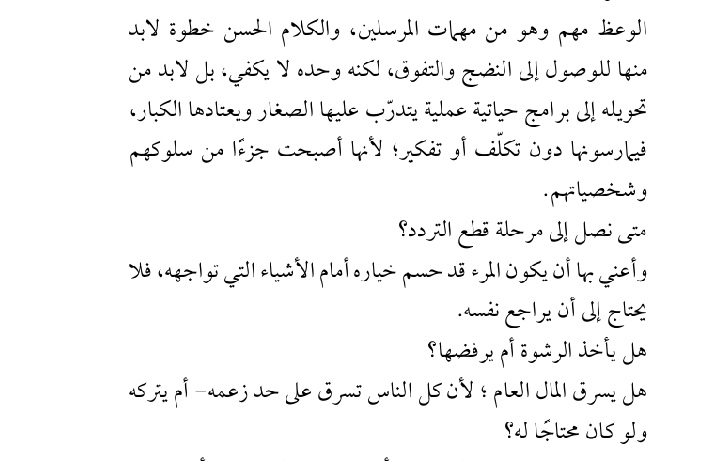 الوعظ مهم وهو من مهمات المرسلين، والكلام الحسن خطوة لابد
منها للوصول إلى النضج والتفوق، لكنه وحده لا يكفي، بل لابد من
تحويله إلى برامج حياتية عملية يتدرّب عليها الصغار ويعتادها الكبار،
فيمارسونها دون تكلّف أو تفكير؛ لأنها أصبحت جزءًا من سلوكهم
وشخصياتهم.
متى نصل إلى مرحلة قطع التردد؟
وأعني بها أن يكون المرء قد حسم خياره أمام الأشياء التي تواجهه، فلا
يحتاج إلى أن يراجع نفسه.
هل يأخذ الرشوة أم يرفضها؟
هل يسرق المال العام ؛ لأن كل الناس تسرق على حد زعمه– أم يتركه
ولو كان محتاجًا له؟